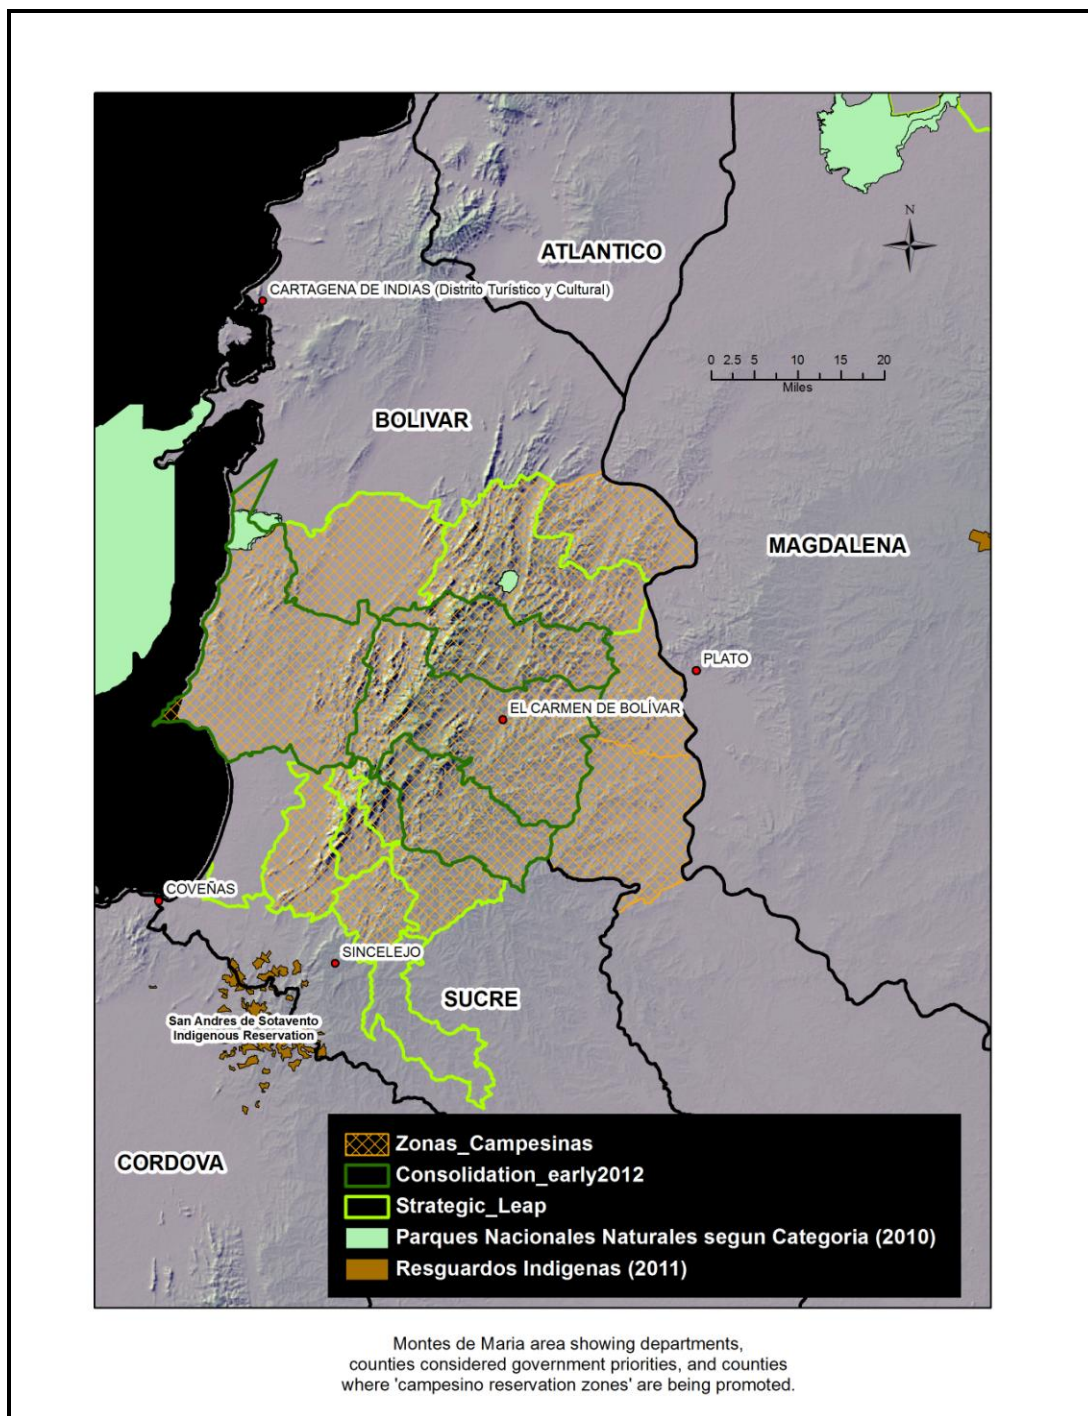 N
ATLANTICO
CARTAGENA DE INDIAS (Distrito Turístico y Cultural)
0 2.5 5 10 15 20
Miles
BOLIVAR
MAGDALENA
PLATO
EL CARMEN DE BOLÍVAR
COVEÑAS
SINCELEJO
SUCRE
San Andres de Sotavento
Indigenous Reservation
CORDOVA
Zonas_Campesinas
Consolidation_early2012
Strategic_Leap
Parques Nacionales Naturales segun Categoria (2010)
Resguardos Indigenas (2011)
Montes de Maria area showing departments,
counties considered government priorities, and counties
where 'campesino reservation zones' are being promoted.